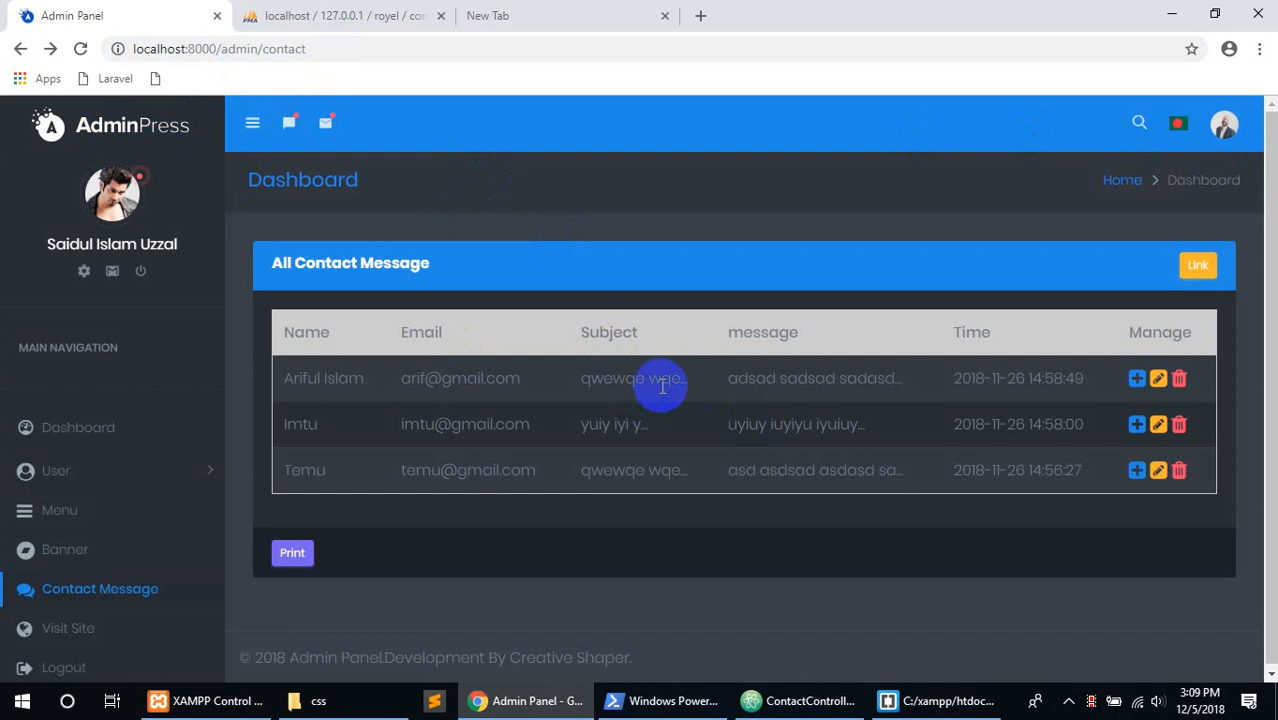 Admin Panel
localhost / 127.0.0.1 / royel / con
New Tab
localhost:8000/admin/contact
Apps
Laravel
AdminPress
Saidul Islam Uzzal
MAIN NAVIGATION
Dashboard
User
Menu
Banner
Contact Message
Visit Site
Logout
Dashboard
Home > Dashboard
All Contact Message
Link
Name Email Subject message Time Manage
Ariful Islam arif@gmail.com qwewqe wqe... adsad sadsad sadasd... 2018-11-26 14:58:49
Imtu imtu@gmail.com yuiy iyi y... uyiuy iuyiyu iyuiuy... 2018-11-26 14:58:00
Temu temu@gmail.com qwewqe wqe... asd asdsad asdasd sa... 2018-11-26 14:56:27
Print
© 2018 Admin Panel.Development By Creative Shaper.
XAMPP Control ...
css
Admin Panel - G...
Windows Power...
ContactControll...
C:/xampp/htdoc...
3:09 PM
12/5/2018